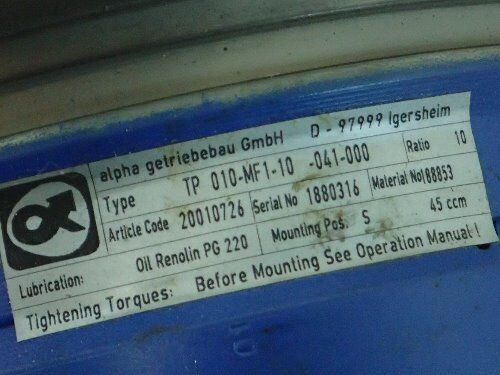 alpha getriebebau GmbH D - 97999 Igersheim
Type TP 010-MF1-10 -041-000 Ratio 10
Article Code 20010726 Serial No 1880316 Material No 188853
Lubrication: Oil Renolin PG 220 Mounting Pos. S 45 ccm
Tightening Torques: Before Mounting See Operation Manual !